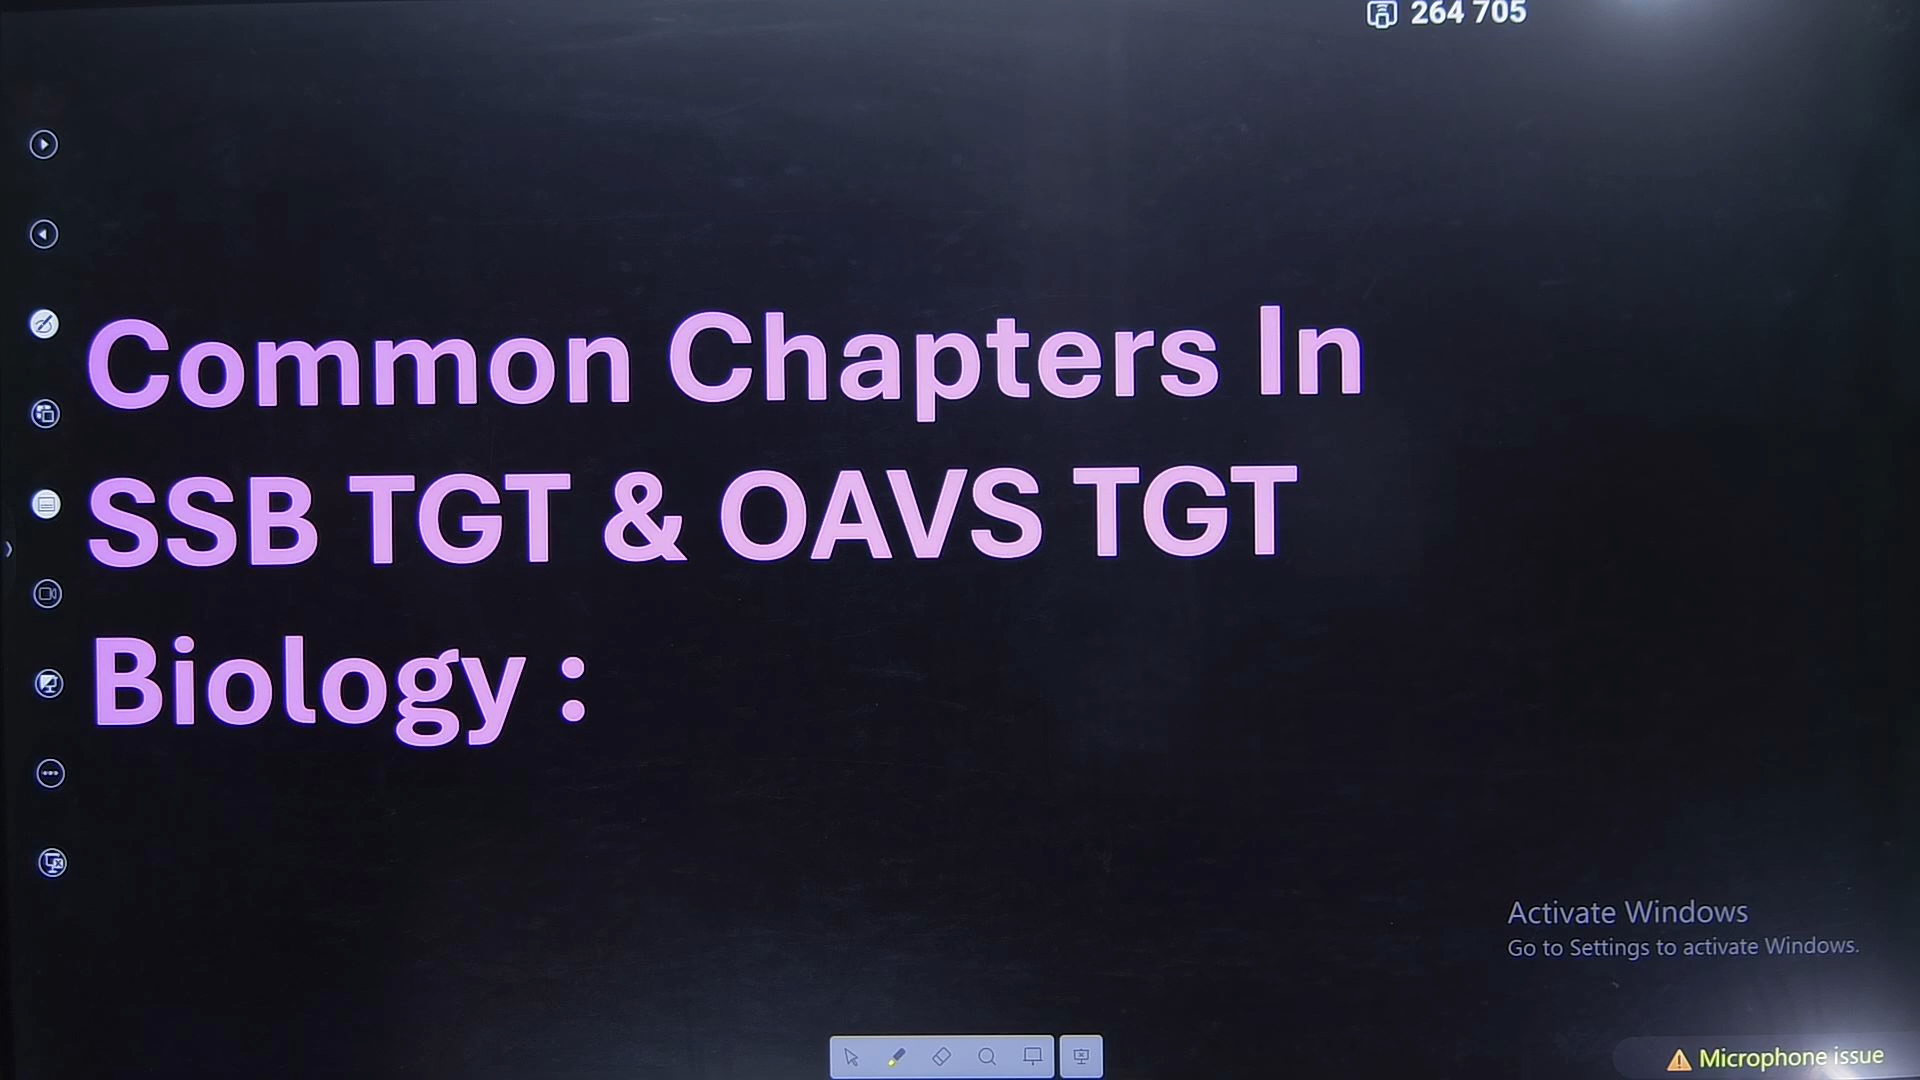 264 705
Common Chapters In
SSB TGT & OAVS TGT
Biology :
Activate Windows
Go to Settings to activate Windows.
Microphone issue